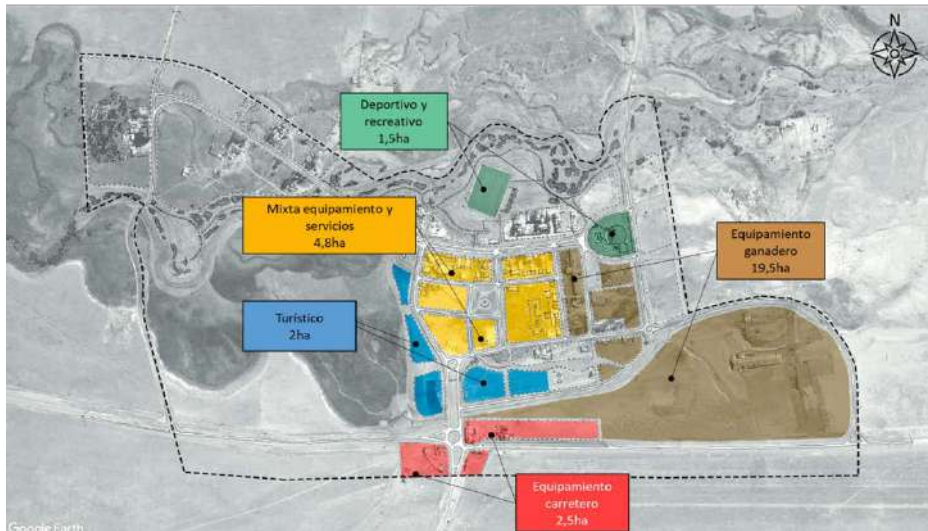 N
Deportivo y
recreativo
1,5ha
Mixta equipamiento y
servicios
4,8ha
Equipamiento
ganadero
19,5ha
Turístico
2ha
Equipamiento
carretero
2,5ha
Google Earth